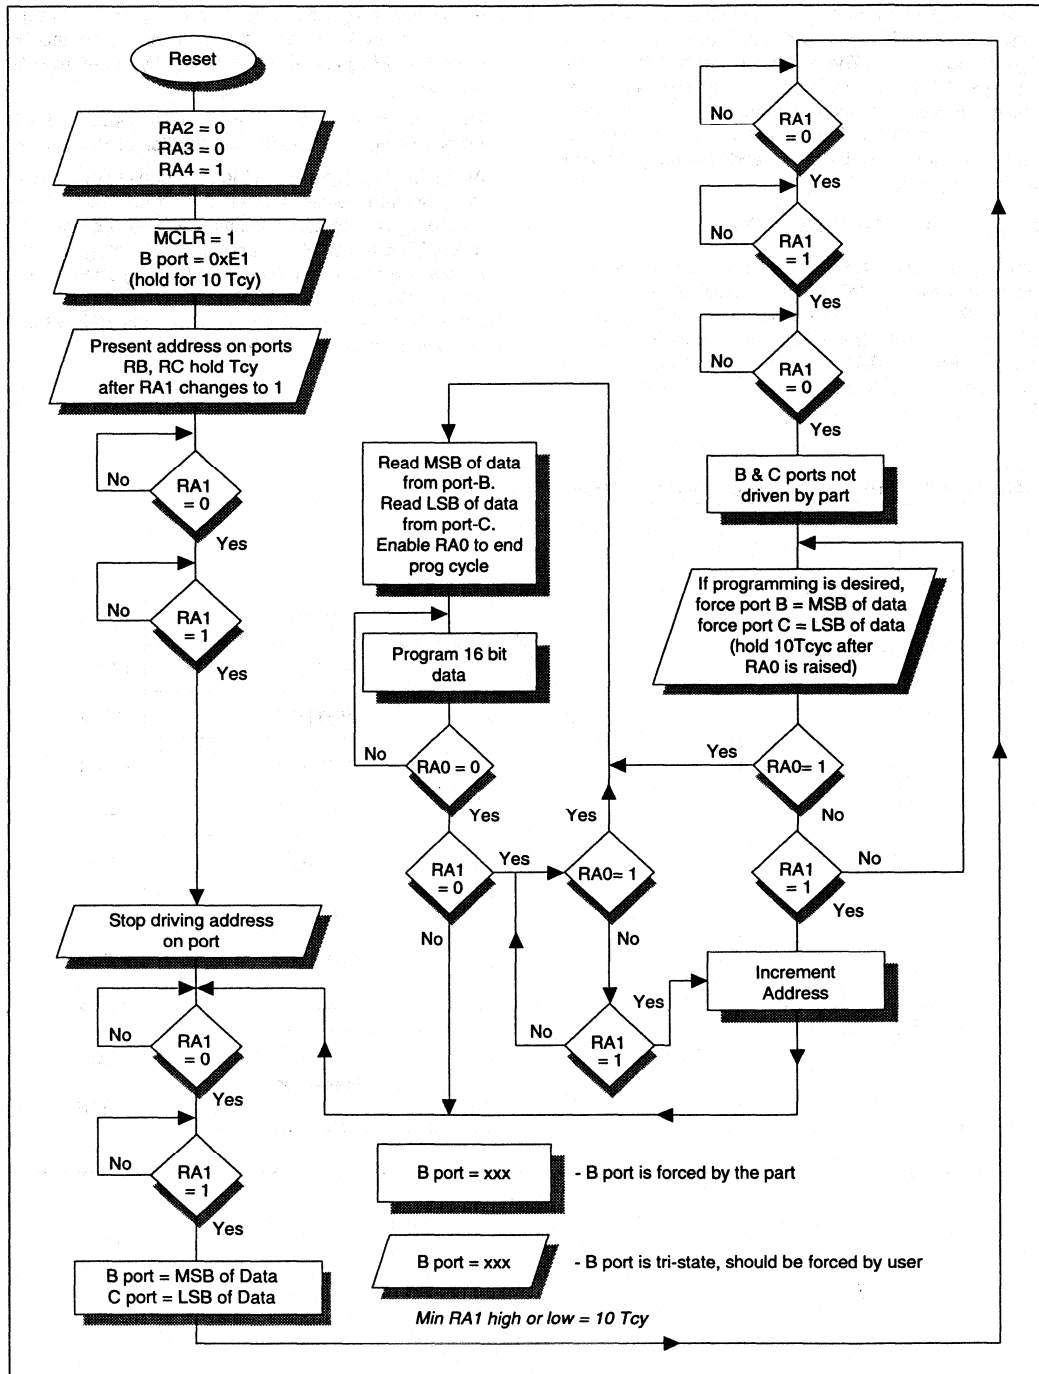 Reset
RA2 = 0
RA3 = 0
RA4 = 1
MCLR = 1
B port = 0xE1
(hold for 10 Tcy)
Present address on ports
RB, RC hold Tcy
after RA1 changes to 1
No
RA1
= 0
Yes
No
RA1
= 1
Yes
Stop driving address
on port
No
RA1
= 0
Yes
No
RA1
= 1
Yes
B port = MSB of Data
C port = LSB of Data
Read MSB of data
from port-B.
Read LSB of data
from port-C.
Enable RA0 to end
prog cycle
Program 16 bit
data
No
RA0 = 0
Yes
RA1
= 0
Yes
No
Yes
RA0= 1
No
No
RA1
= 1
Yes
No
RA1
= 0
Yes
No
RA1
= 1
Yes
No
RA1
= 0
Yes
B & C ports not
driven by part
If programming is desired,
force port B = MSB of data
force port C = LSB of data
(hold 10Tcyc after
RA0 is raised)
Yes
RA0= 1
No
RA1
= 1
No
Yes
Increment
Address
B port = xxx
- B port is forced by the part
B port = xxx
- B port is tri-state, should be forced by user
Min RA1 high or low = 10 Tcy